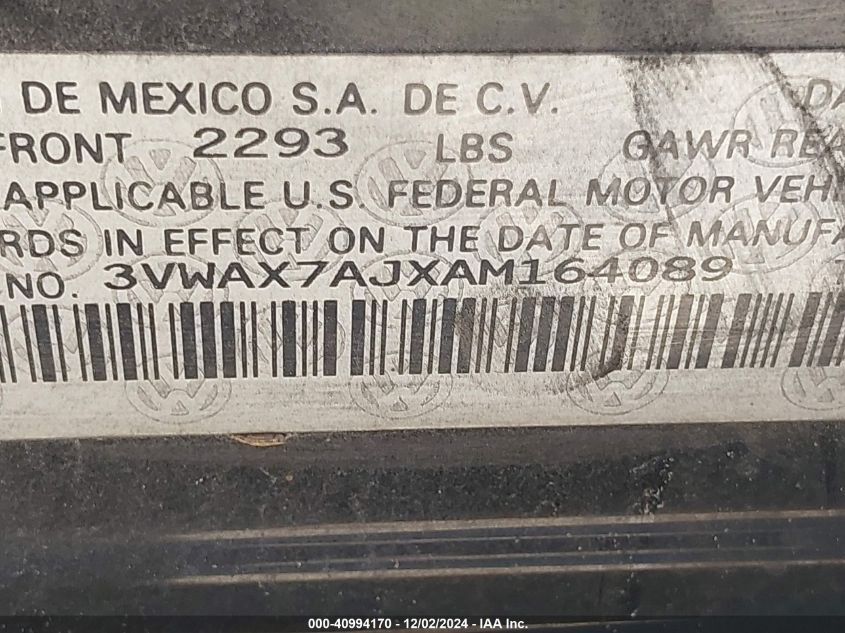 DE MEXICO S.A. DE C.V.
FRONT 2293 LBS GAWR
APPLICABLE U.S. FEDERAL MOTOR
IN EFFECT ON THE DATE OF
NO. 3VWAX7AJXAM164089
000-40994170 - 12/02/2024 - IAA Inc.